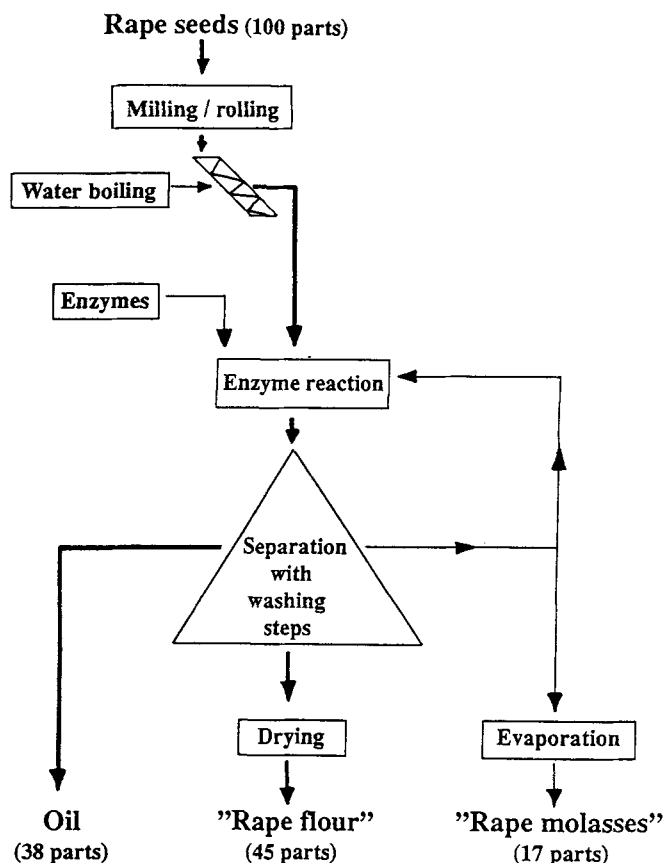 Rape seeds (100 parts)
Milling / rolling
Water boiling
Enzymes
Enzyme reaction
Separation
with
washing
steps
Drying
Evaporation
Oil
(38 parts)
”Rape flour”
(45 parts)
”Rape molasses”
(17 parts)